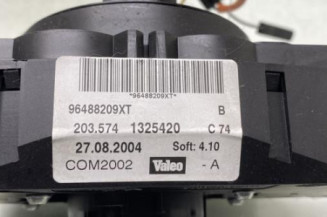 *96488209XT*
96488209XT B
203.574 1325420 C 74
27.08.2004 Soft: 4.10
COM2002 Valeo - A